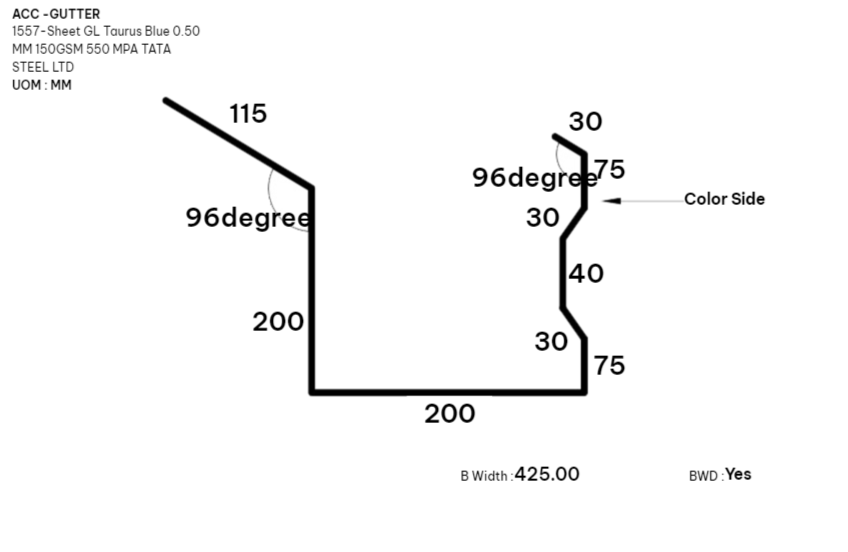 ACC -GUTTER
1557-Sheet GL Taurus Blue 0.50
MM 150GSM 550 MPA TATA
STEEL LTD
UOM : MM
115
30
75
96degree
Color Side
96degree
30
40
200
30
75
200
B Width :425.00
BWD :Yes